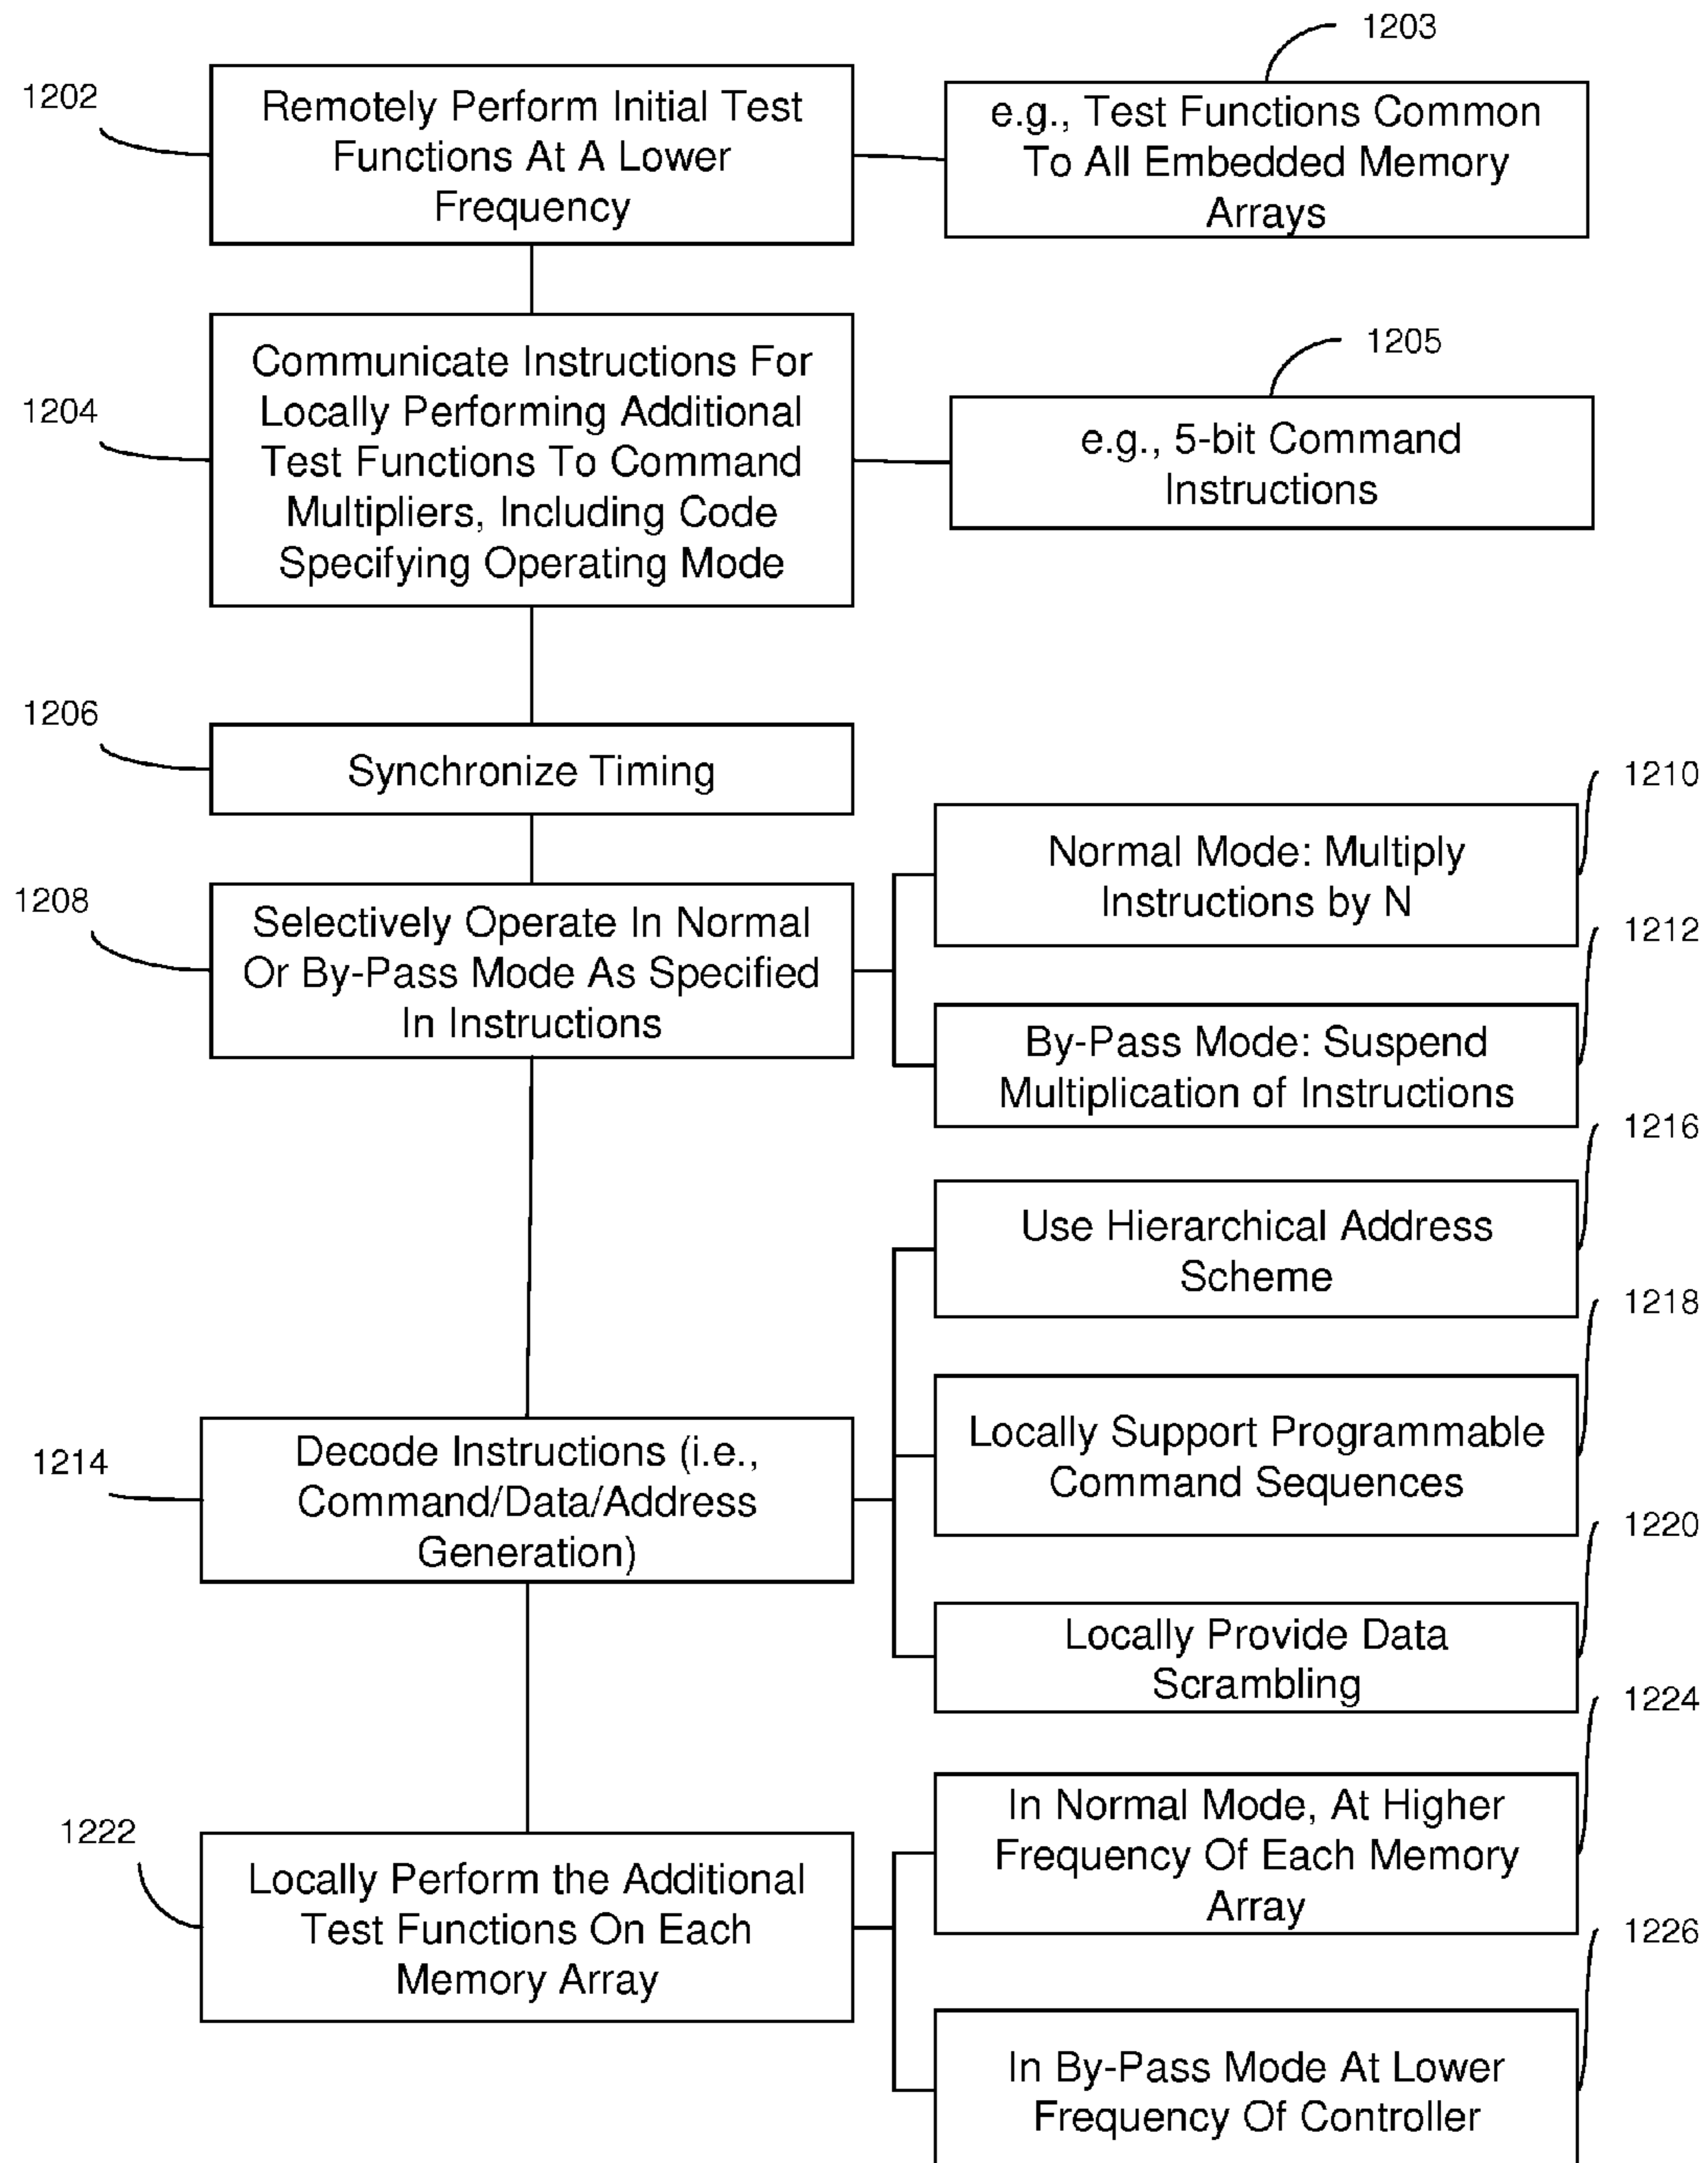 1203
1202
Remotely Perform Initial Test
Functions At A Lower
Frequency
e.g., Test Functions Common
To All Embedded Memory
Arrays
1204
Communicate Instructions For
Locally Performing Additional
Test Functions To Command
Multipliers, Including Code
Specifying Operating Mode
1205
e.g., 5-bit Command
Instructions
1206
Synchronize Timing
1208
Selectively Operate In Normal
Or By-Pass Mode As Specified
In Instructions
1210
Normal Mode: Multiply
Instructions by N
1212
By-Pass Mode: Suspend
Multiplication of Instructions
1214
Decode Instructions (i.e.,
Command/Data/Address
Generation)
1216
Use Hierarchical Address
Scheme
1218
Locally Support Programmable
Command Sequences
1220
Locally Provide Data
Scrambling
1222
Locally Perform the Additional
Test Functions On Each
Memory Array
1224
In Normal Mode, At Higher
Frequency Of Each Memory
Array
1226
In By-Pass Mode At Lower
Frequency Of Controller